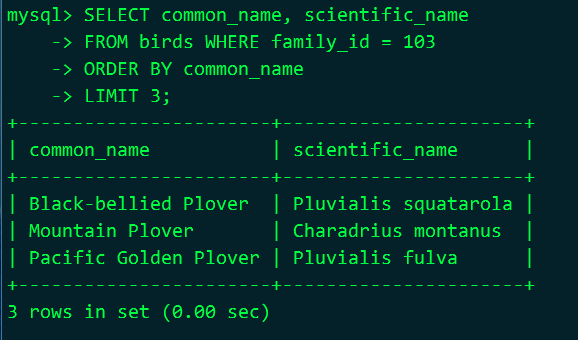 mysql> SELECT common_name, scientific_name
    -> FROM birds WHERE family_id = 103
    -> ORDER BY common_name
    -> LIMIT 3;
+-----------------------+----------------------+
| common_name           | scientific_name      |
+-----------------------+----------------------+
| Black-bellied Plover  | Pluvialis squatarola |
| Mountain Plover       | Charadrius montanus  |
| Pacific Golden Plover | Pluvialis fulva      |
+-----------------------+----------------------+
3 rows in set (0.00 sec)